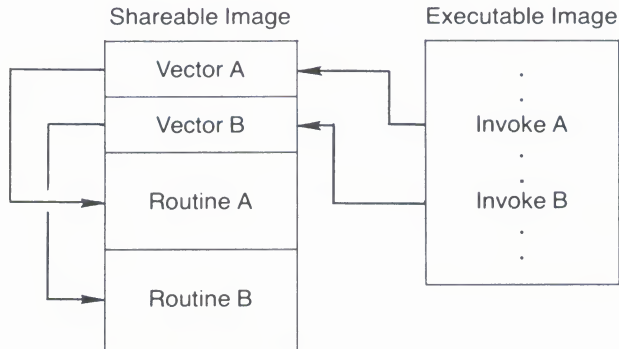 Shareable Image
Executable Image
Vector A
Vector B
Routine A
Routine B
.
.
Invoke A
.
.
Invoke B
.
.